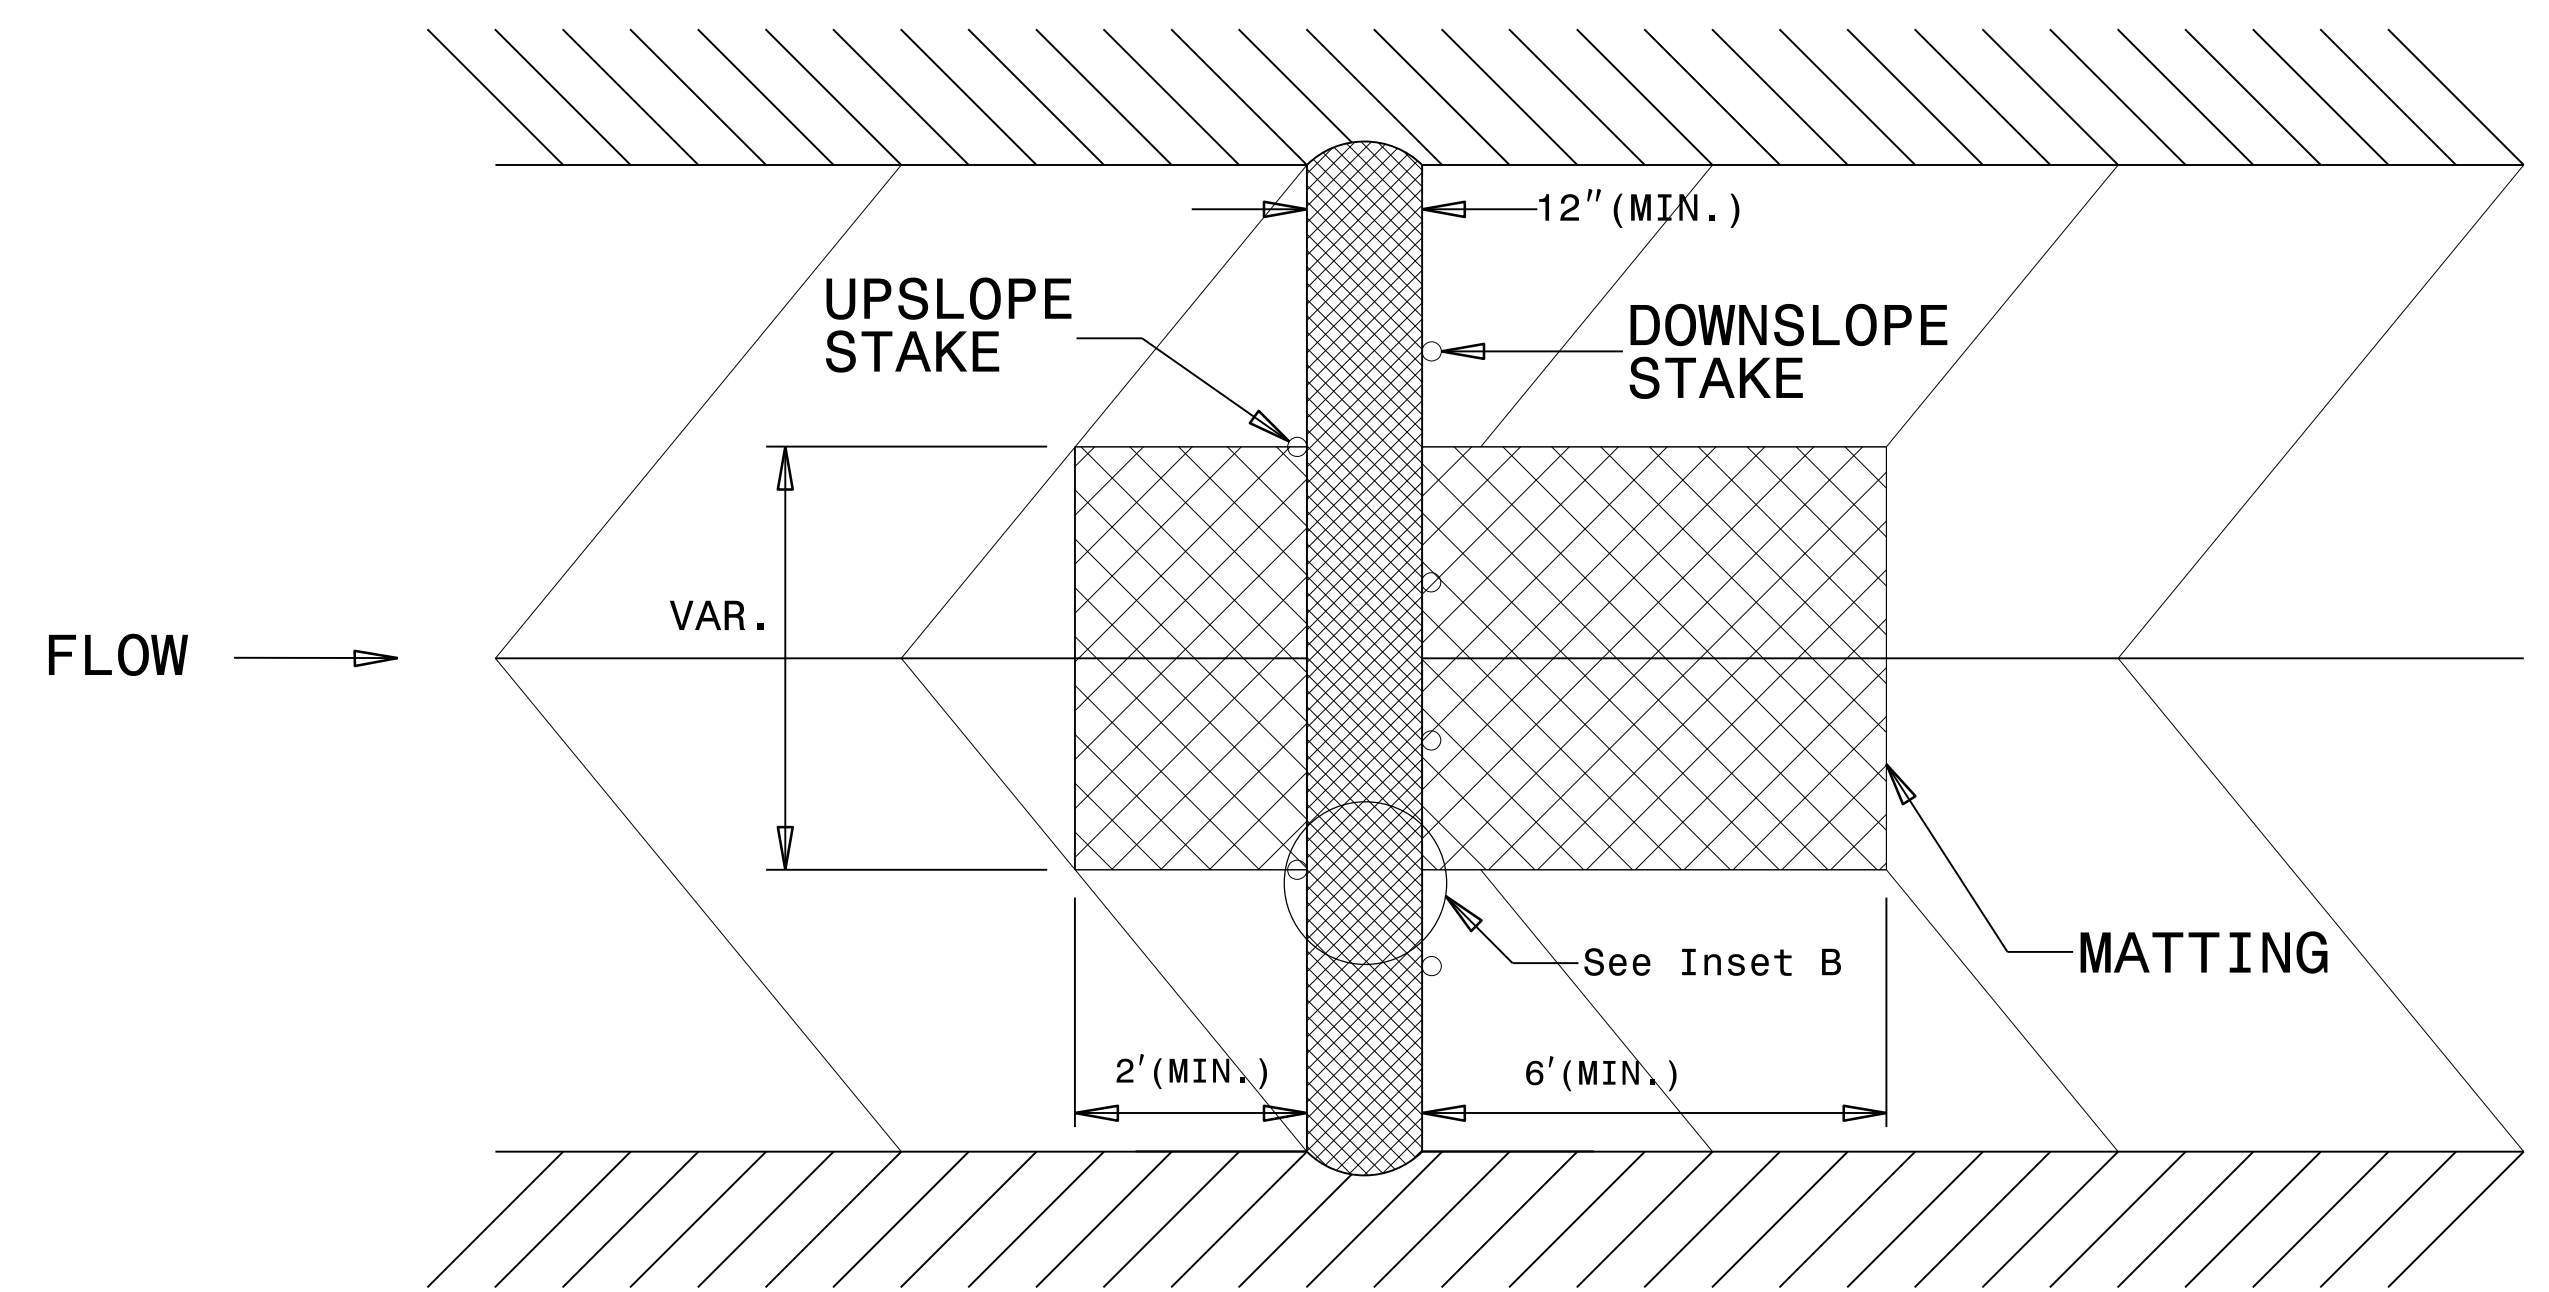 12"(MIN.)
UPSLOPE
STAKE
DOWNSLOPE
STAKE
VAR.
FLOW
See Inset B
MATTING
2'(MIN.)
6'(MIN.)